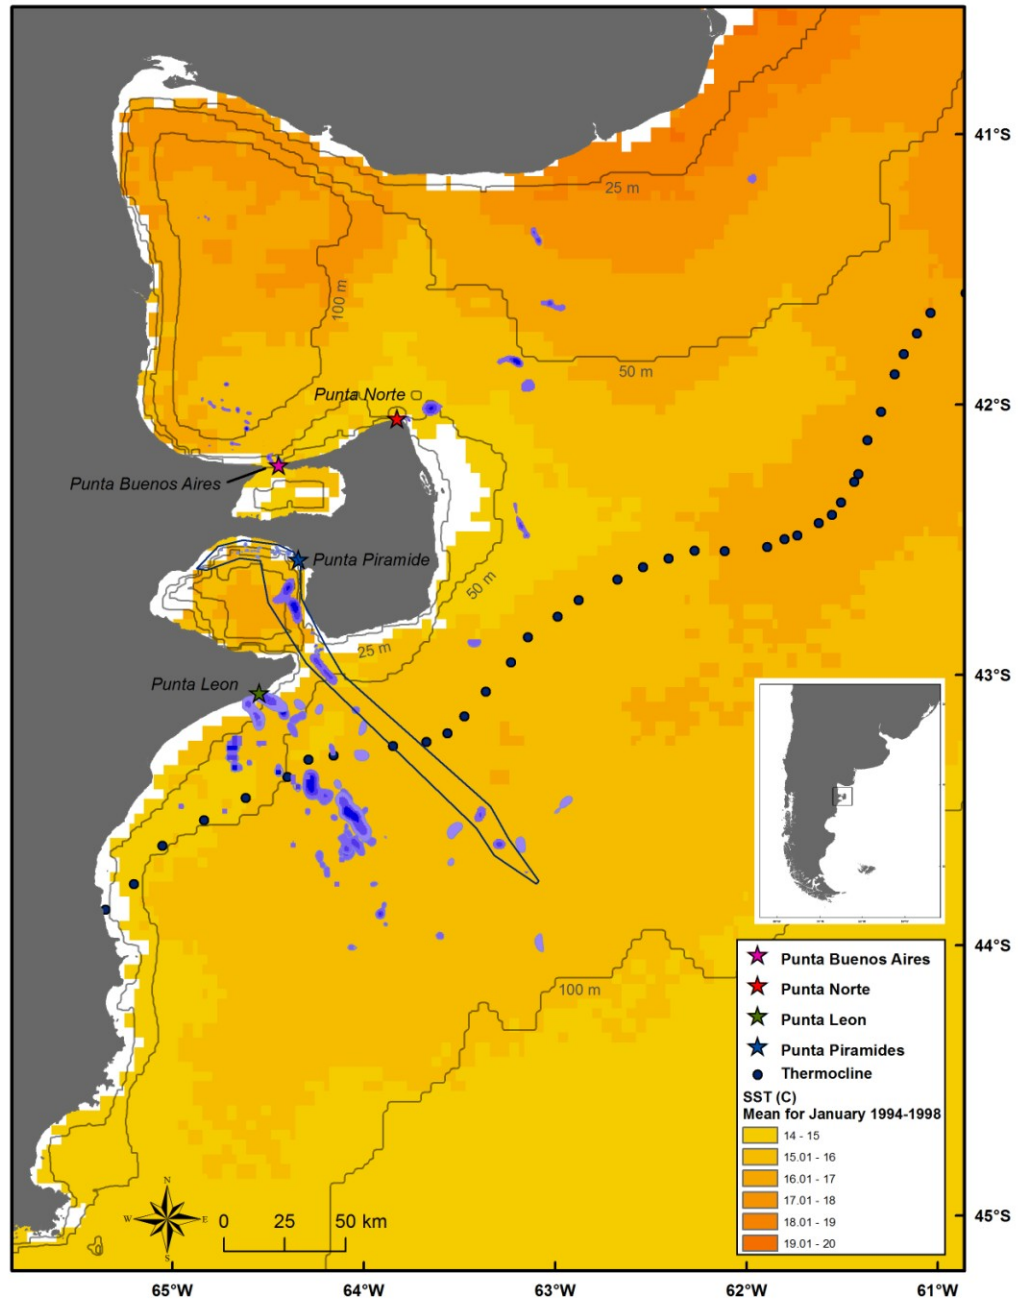 41°S
25 m
100 m
50 m
Punta Norte
42°S
Punta Buenos Aires
Punta Piramide
50 m
25 m
Punta Leon
43°S
44°S
100 m
Punta Buenos Aires
Punta Norte
Punta Leon
Punta Piramides
Thermocline
SST (C)
Mean for January 1994-1998
14 - 15
15.01 - 16
16.01 - 17
17.01 - 18
18.01 - 19
19.01 - 20
N
W E
S
0 25 50 km
45°S
65°W 64°W 63°W 62°W 61°W